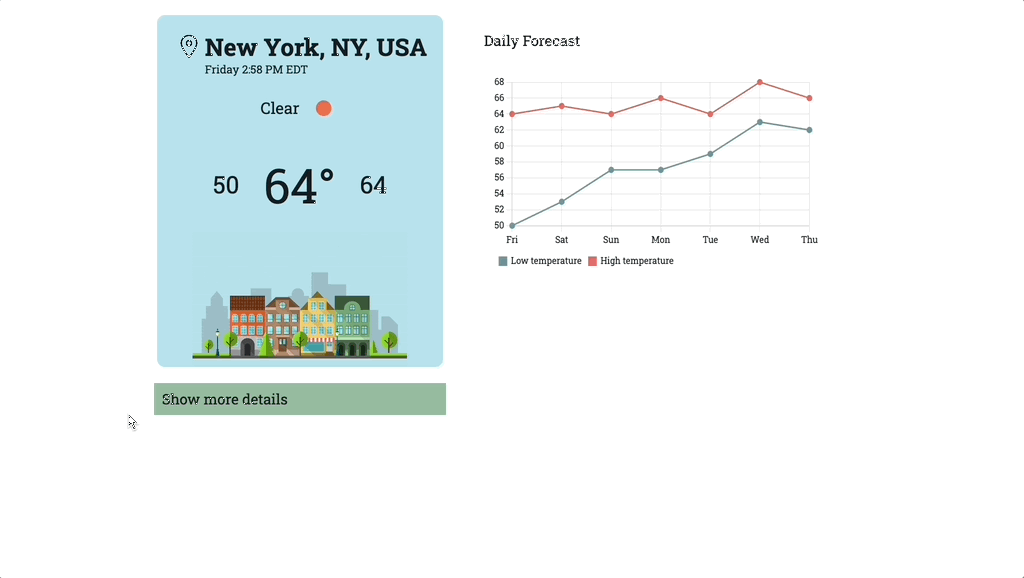 New York, NY, USA
Friday 2:58 PM EDT
Clear
50 64° 64
Show more details
Daily Forecast
68
66
64
62
60
58
56
54
52
50
Fri Sat Sun Mon Tue Wed Thu
Low temperature High temperature